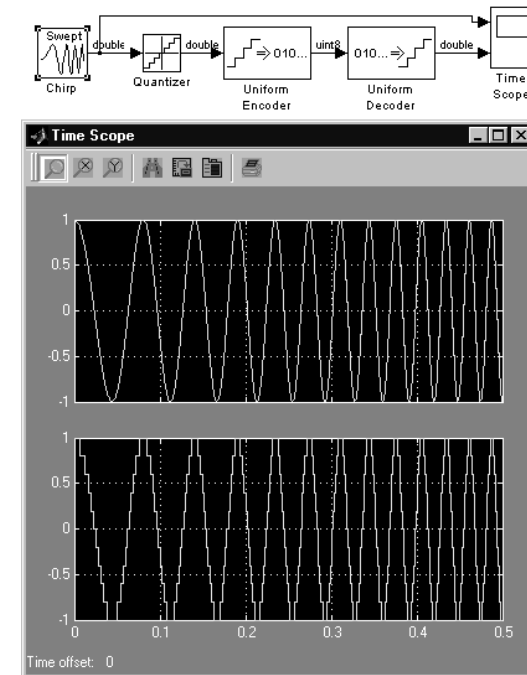 Swept
double
double
010...
uint8
010...
double
Chirp
Quantizer
Uniform
Encoder
Uniform
Decoder
Time
Scope
Time Scope
1
0.5
0
-0.5
-1
1
0.5
0
-0.5
-1
0 0.1 0.2 0.3 0.4 0.5
Time offset: 0